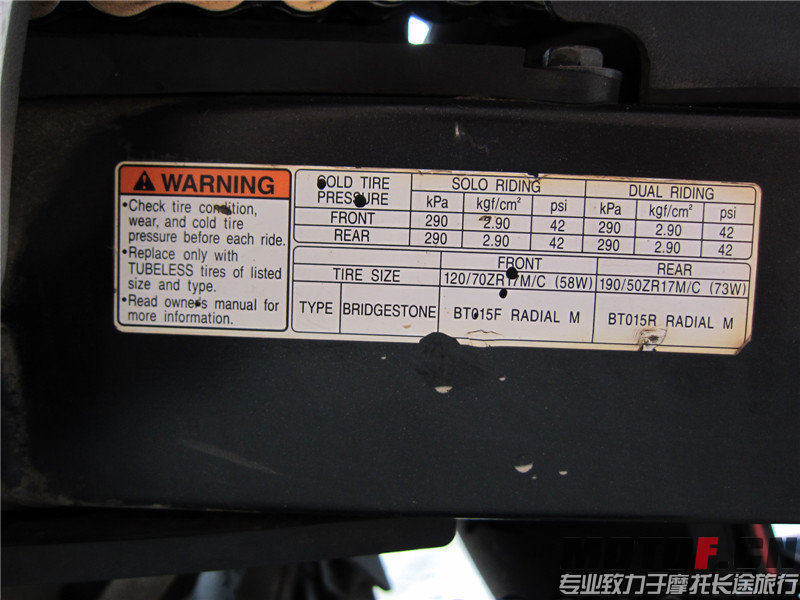 WARNING
•Check tire condition,
wear, and cold tire
pressure before each ride.
•Replace only with
TUBELESS tires of listed
size and type.
•Read owner's manual for
more information.
COLD TIRE PRESSURE SOLO RIDING DUAL RIDING
kPa kgf/cm² psi kPa kgf/cm² psi
FRONT 290 2.90 42 290 2.90 42
REAR 290 2.90 42 290 2.90 42
TIRE SIZE FRONT REAR
120/70ZR17M/C (58W) 190/50ZR17M/C (73W)
TYPE BRIDGESTONE BT015F RADIAL M BT015R RADIAL M
MOTOF.CN
专业致力于摩托长途旅行